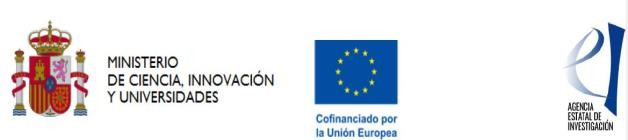 MINISTERIO
DE CIENCIA, INNOVACIÓN
Y UNIVERSIDADES
Cofinanciado por
la Unión Europea
AGENCIA
ESTATAL DE
INVESTIGACIÓN